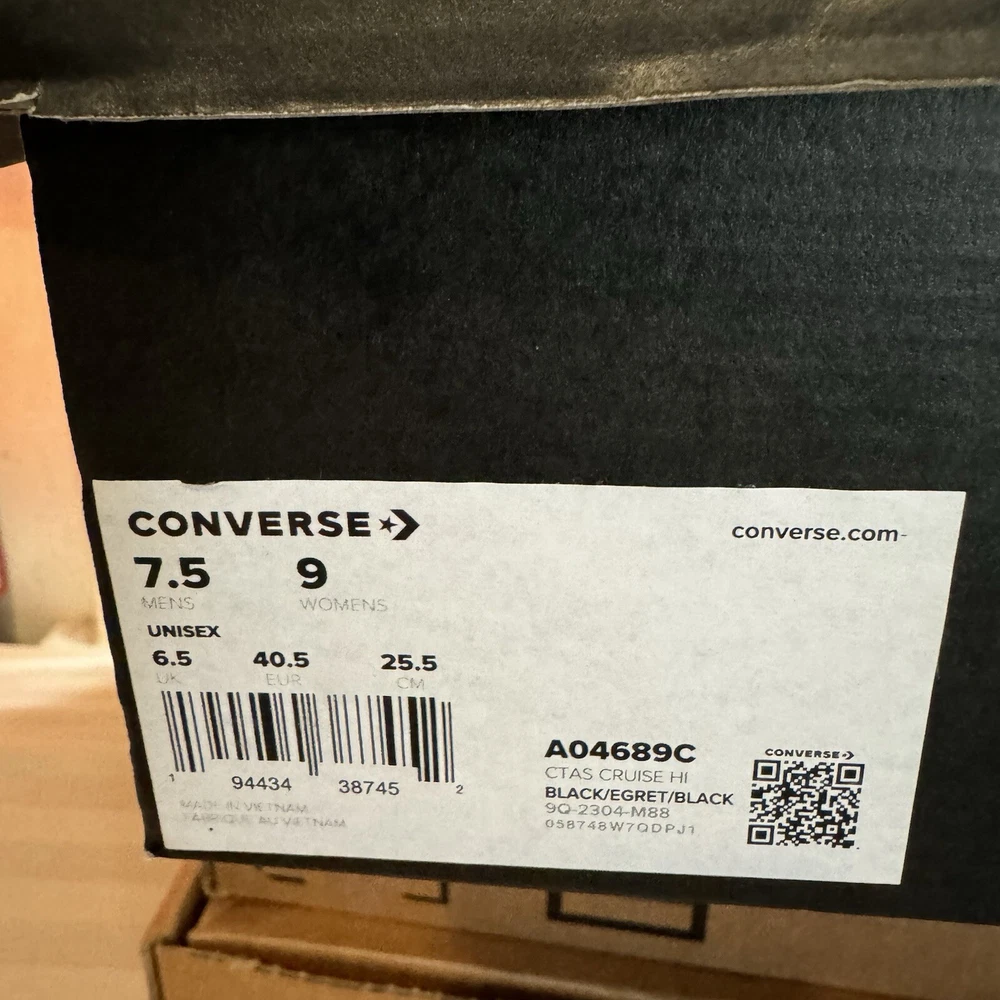 CONVERSE
converse.com
7.5 9
MENS WOMENS
UNISEX
6.5 40.5 25.5
UK EUR CM
1 94434 38745 2
MADE IN VIETNAM
FABRIQUE AU VIETNAM
A04689C
CTAS CRUISE HI
BLACK/EGRET/BLACK
9Q-2304-M88
058748W7QDPJ1
CONVERSE